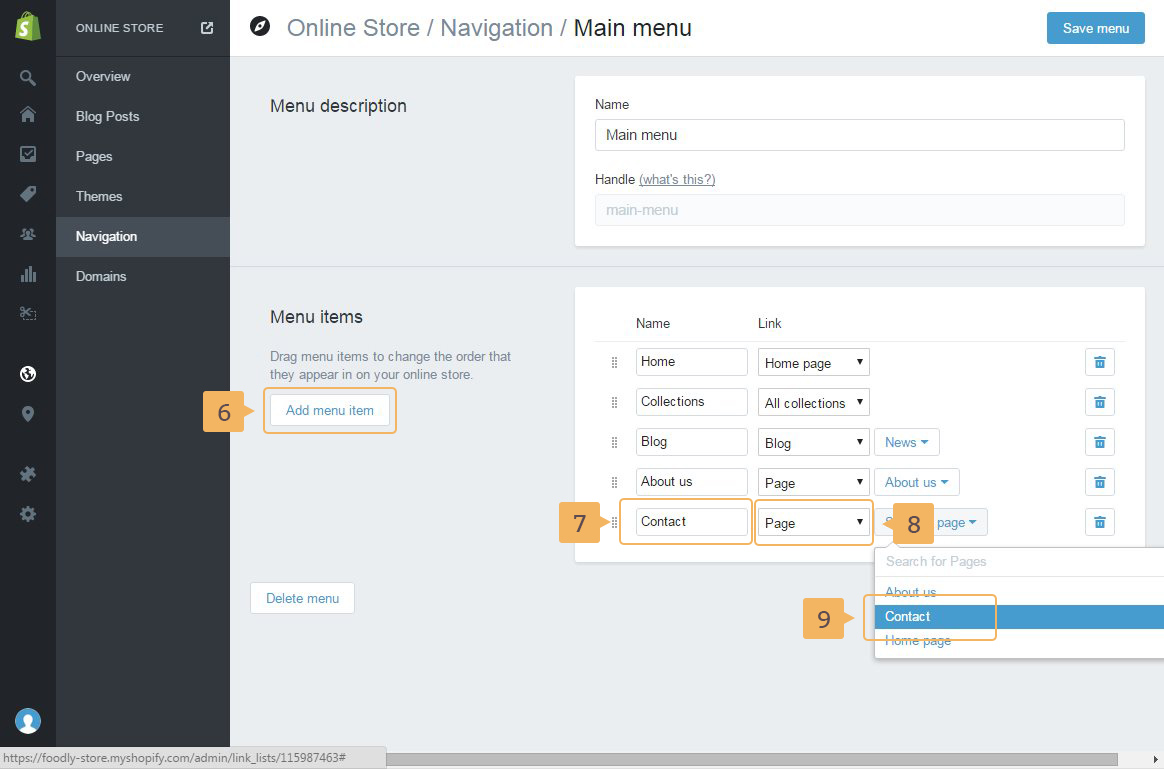 ONLINE STORE
Overview
Blog Posts
Pages
Themes
Navigation
Domains
Online Store / Navigation / Main menu
Save menu
Menu description
Name
Main menu
Handle (what's this?)
main-menu
Menu items
Drag menu items to change the order that
they appear in on your online store.
6
Add menu item
Name
Link
Home
Home page
Collections
All collections
Blog
Blog
News
About us
Page
About us
7
Contact
Page
8
page
Search for Pages
About us
9
Contact
Home page
Delete menu
https://foodly-store.myshopify.com/admin/link_lists/115987463#